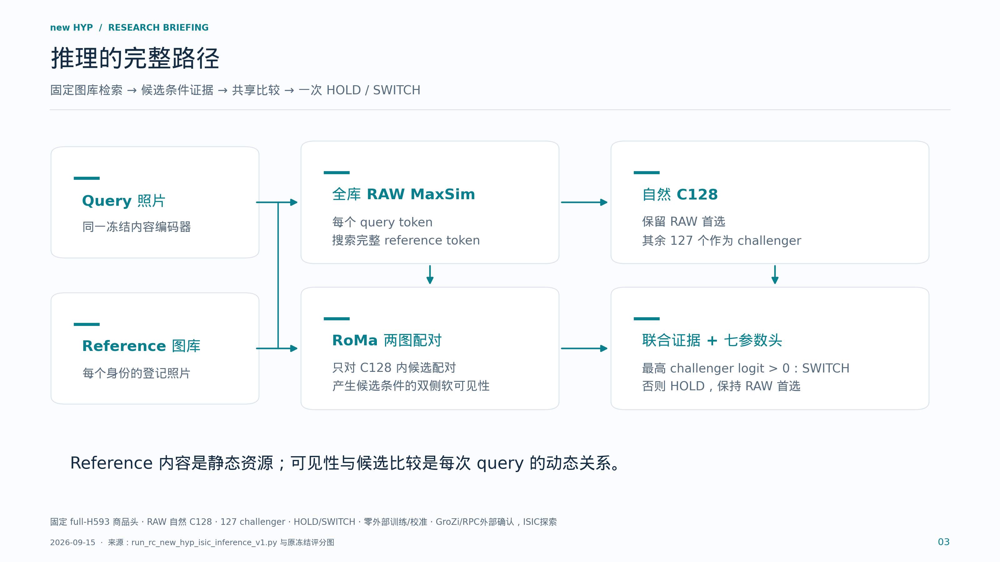 new HYP / RESEARCH BRIEFING
推理的完整路径
固定图库检索 → 候选条件证据 → 共享比较 → 一次 HOLD / SWITCH
Query 照片
同一冻结内容编码器
全库 RAW MaxSim
每个 query token
搜索完整 reference token
自然 C128
保留 RAW 首选
其余 127 个作为 challenger
Reference 图库
每个身份的登记照片
RoMa 两图配对
只对 C128 内候选配对
产生候选条件的双侧软可见性
联合证据 + 七参数头
最高 challenger logit > 0：SWITCH
否则 HOLD，保持 RAW 首选
Reference 内容是静态资源；可见性与候选比较是每次 query 的动态关系。
固定 full-H593 商品头 · RAW 自然 C128 · 127 challenger · HOLD/SWITCH · 零外部训练/校准 · GroZi/RPC外部确认，ISIC探索
2026-09-15 · 来源：run_rc_new_hyp_isic_inference_v1.py 与原冻结评分图
03